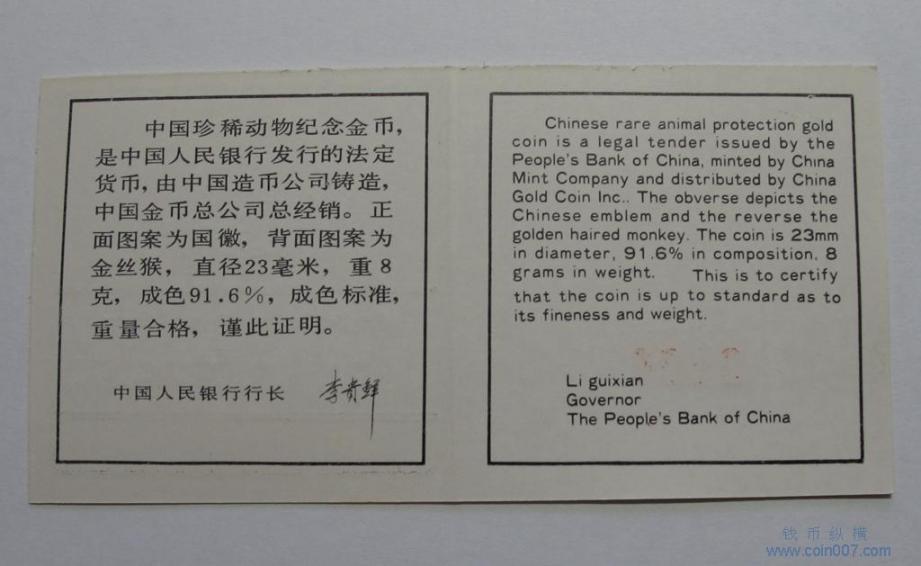 中国珍稀动物纪念金币，
是中国人民银行发行的法定
货币，由中国造币公司铸造，
中国金币总公司总经销。正
面图案为国徽，背面图案为
金丝猴，直径23毫米，重8
克，成色91.6%，成色标准，
重量合格，谨此证明。
中国人民银行行长 李贵鲜
Chinese rare animal protection gold
coin is a legal tender issued by the
People's Bank of China, minted by China
Mint Company and distributed by China
Gold Coin Inc.. The obverse depicts the
Chinese emblem and the reverse the
golden haired monkey. The coin is 23mm
in diameter, 91.6% in composition, 8
grams in weight. This is to certify
that the coin is up to standard as to
its fineness and weight.
Li guixian
Governor
The People's Bank of China
钱币纵横
www.coin007.com